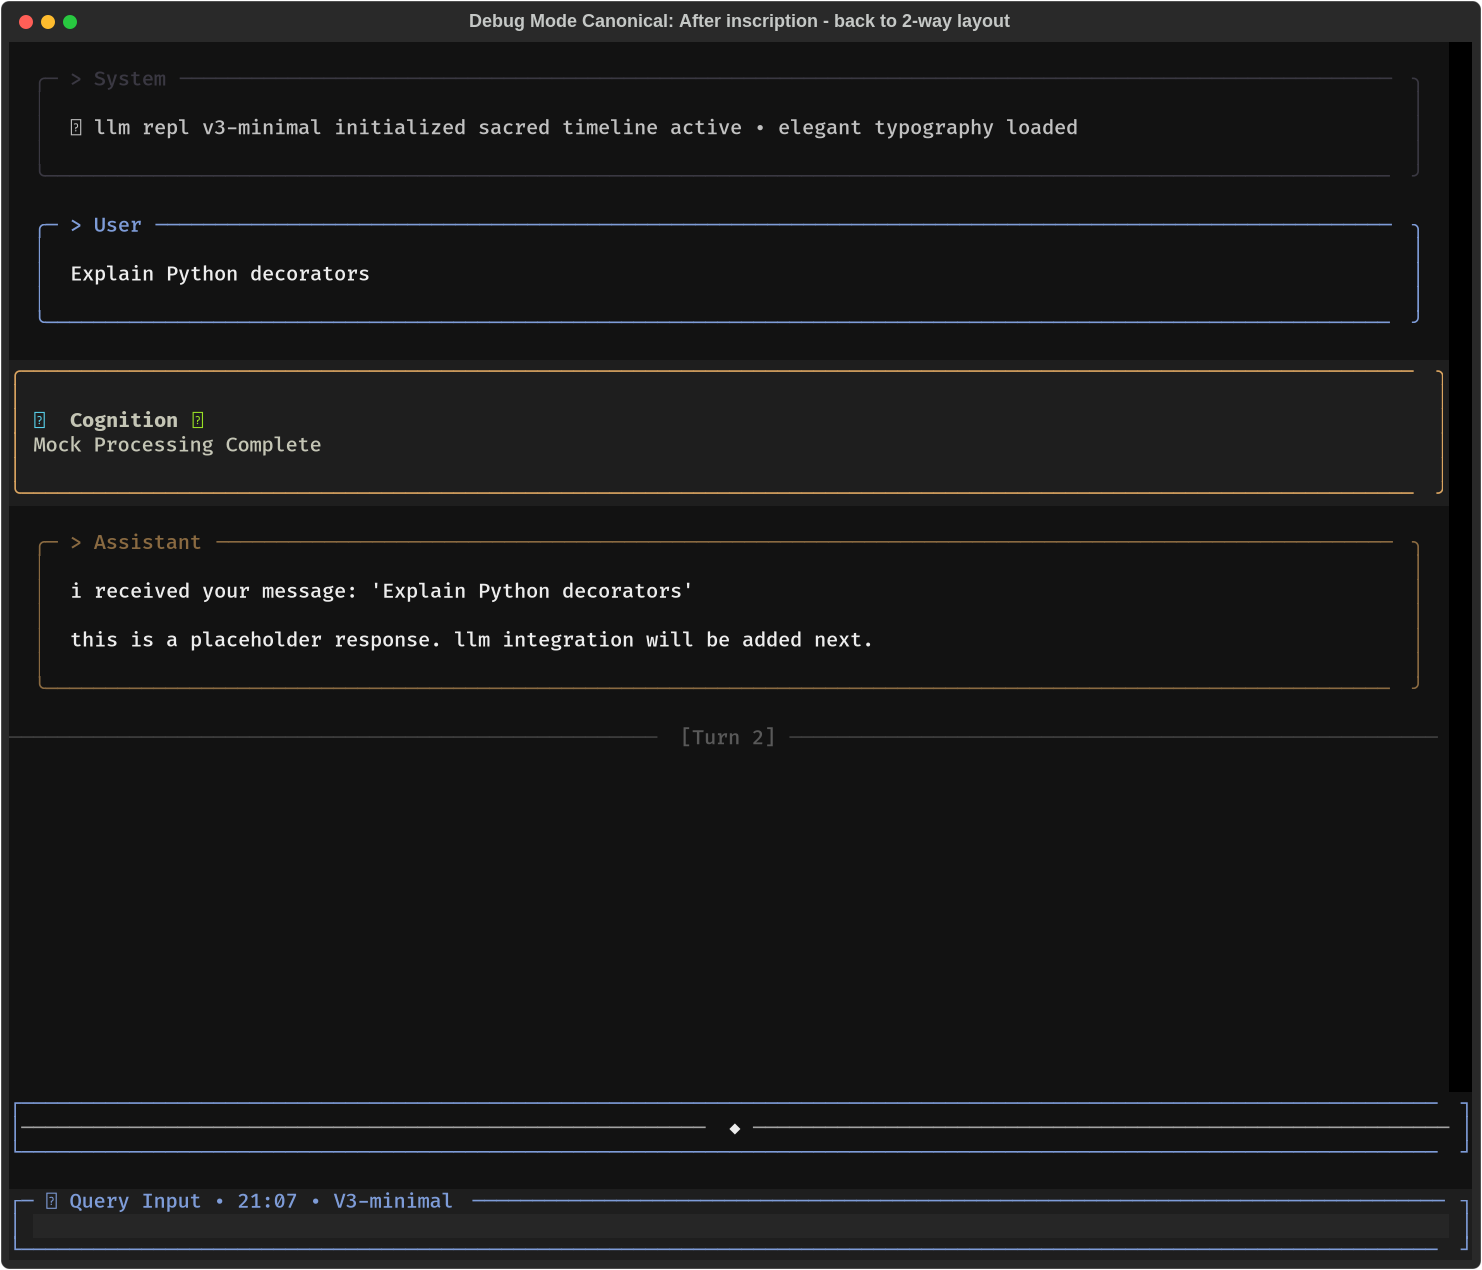 Debug Mode Canonical: After inscription - back to 2-way layout
> System
llm repl v3-minimal initialized sacred timeline active • elegant typography loaded
> User
Explain Python decorators
Cognition
Mock Processing Complete
> Assistant
i received your message: 'Explain Python decorators'
this is a placeholder response. llm integration will be added next.
[Turn 2]
◆
Query Input • 21:07 • V3-minimal